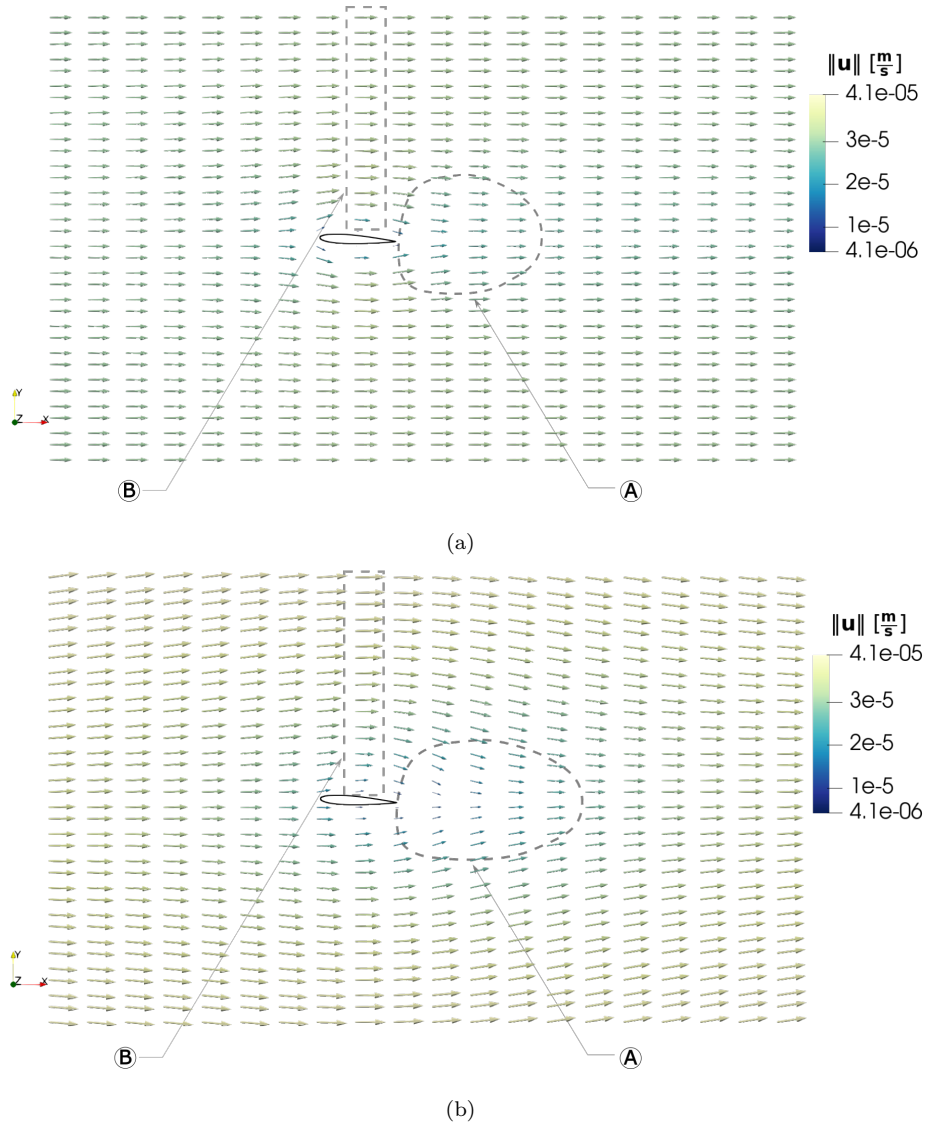 ‖u‖ [m/s]
4.1e-05
3e-5
2e-5
1e-5
4.1e-06
Y
Z X
B A
(a)
‖u‖ [m/s]
4.1e-05
3e-5
2e-5
1e-5
4.1e-06
Y
Z X
B A
(b)